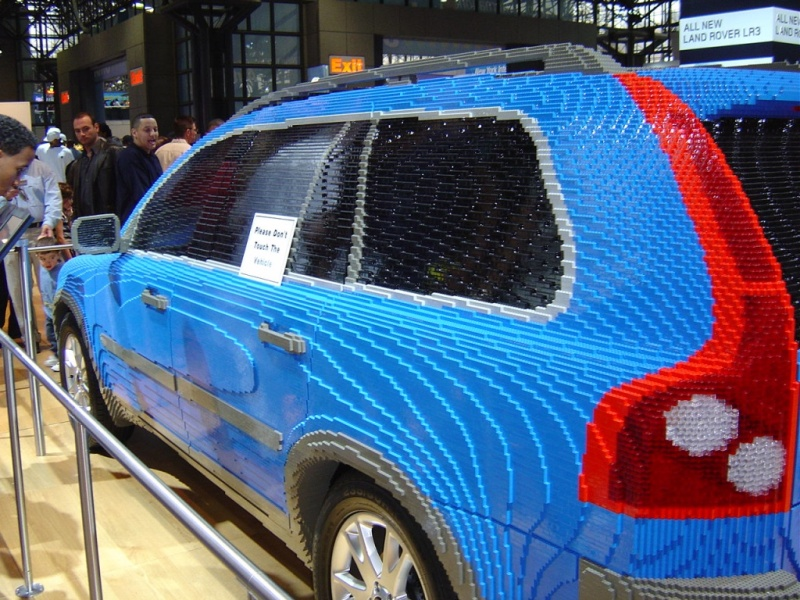 ALL NEW
LAND ROVER LR3
Exit
Please Don't
Touch The
Vehicle